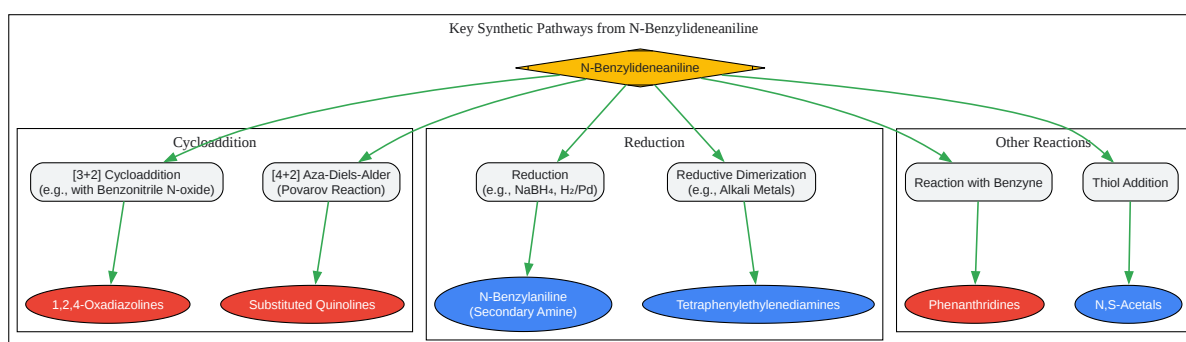 Key Synthetic Pathways from N-Benzylideneaniline
N-Benzylideneaniline
Cycloaddition
Reduction
Other Reactions
[3+2] Cycloaddition
(e.g., with Benzonitrile N-oxide)
[4+2] Aza-Diels-Alder
(Povarov Reaction)
Reduction
(e.g., NaBH₄, H₂/Pd)
Reductive Dimerization
(e.g., Alkali Metals)
Reaction with Benzyne
Thiol Addition
1,2,4-Oxadiazolines
Substituted Quinolines
N-Benzylaniline
(Secondary Amine)
Tetraphenylethylenediamines
Phenanthridines
N,S-Acetals